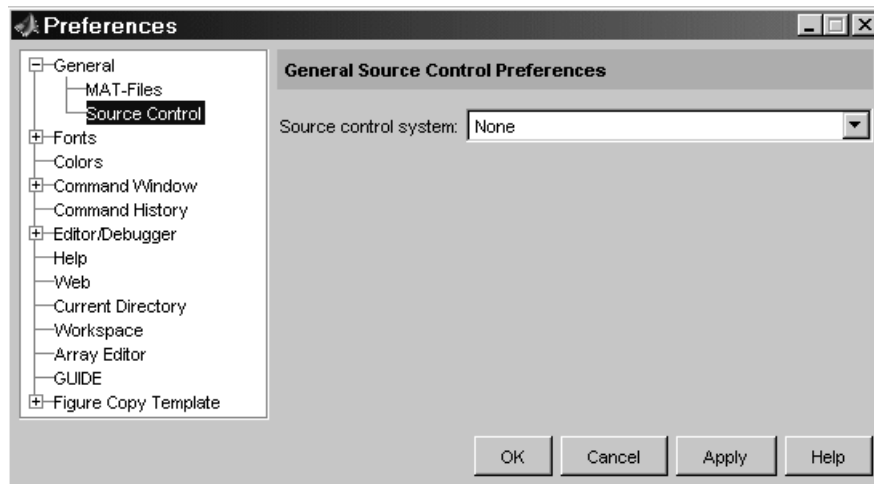 Preferences
General
MAT-Files
Source Control
Fonts
Colors
Command Window
Command History
Editor/Debugger
Help
Web
Current Directory
Workspace
Array Editor
GUIDE
Figure Copy Template
General Source Control Preferences
Source control system: None
OK Cancel Apply Help